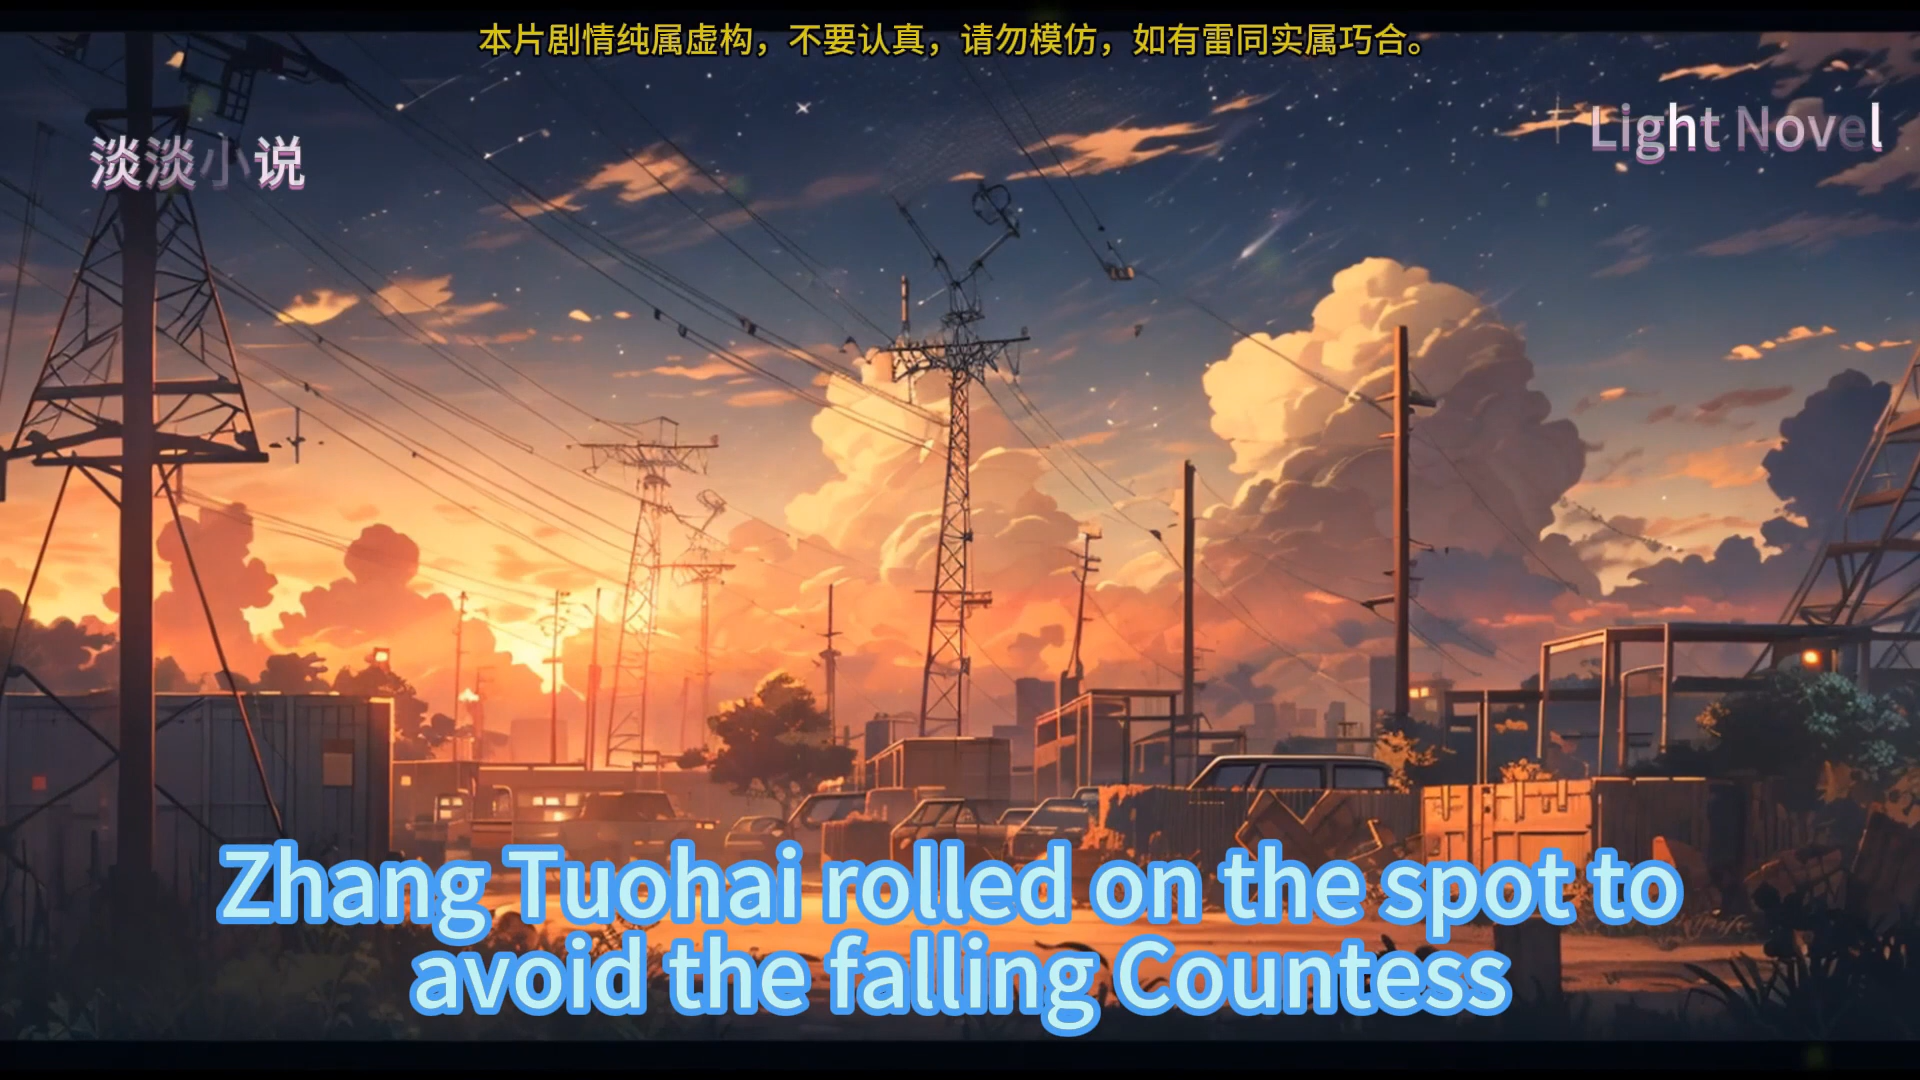 本片剧情纯属虚构，不要认真，请勿模仿，如有雷同实属巧合。
淡淡小说
Light Novel
Zhang Tuohai rolled on the spot to
avoid the falling Countess